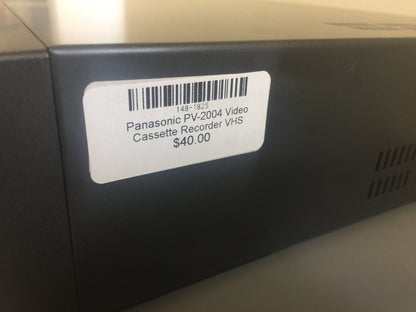 148-1825
Panasonic PV-2004 Video
Cassette Recorder VHS
$40.00